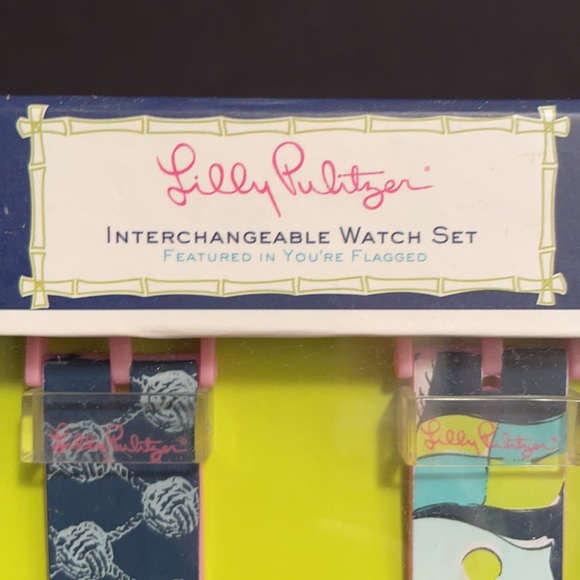 Lilly Pulitzer®
INTERCHANGEABLE WATCH SET
FEATURED IN YOU'RE FLAGGED
Lilly Pulitzer®
Lilly Pulitzer®